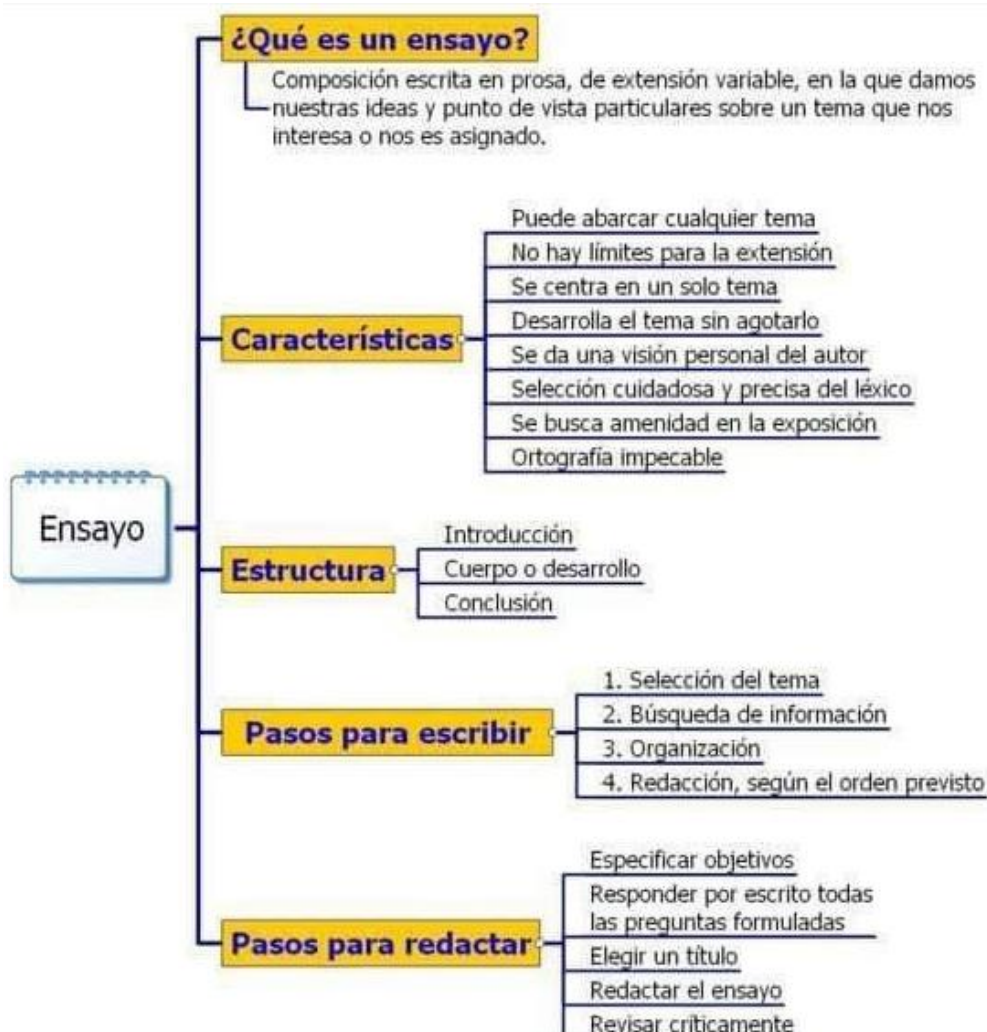 ¿Qué es un ensayo?
Composición escrita en prosa, de extensión variable, en la que damos
nuestras ideas y punto de vista particulares sobre un tema que nos
interesa o nos es asignado.
Puede abarcar cualquier tema
No hay límites para la extensión
Se centra en un solo tema
Desarrolla el tema sin agotarlo
Características
Se da una visión personal del autor
Selección cuidadosa y precisa del léxico
Se busca amenidad en la exposición
Ortografía impecable
Ensayo
Introducción
Estructura
Cuerpo o desarrollo
Conclusión
1. Selección del tema
2. Búsqueda de información
Pasos para escribir
3. Organización
4. Redacción, según el orden previsto
Especificar objetivos
Responder por escrito todas
las preguntas formuladas
Pasos para redactar
Elegir un título
Redactar el ensayo
Revisar críticamente